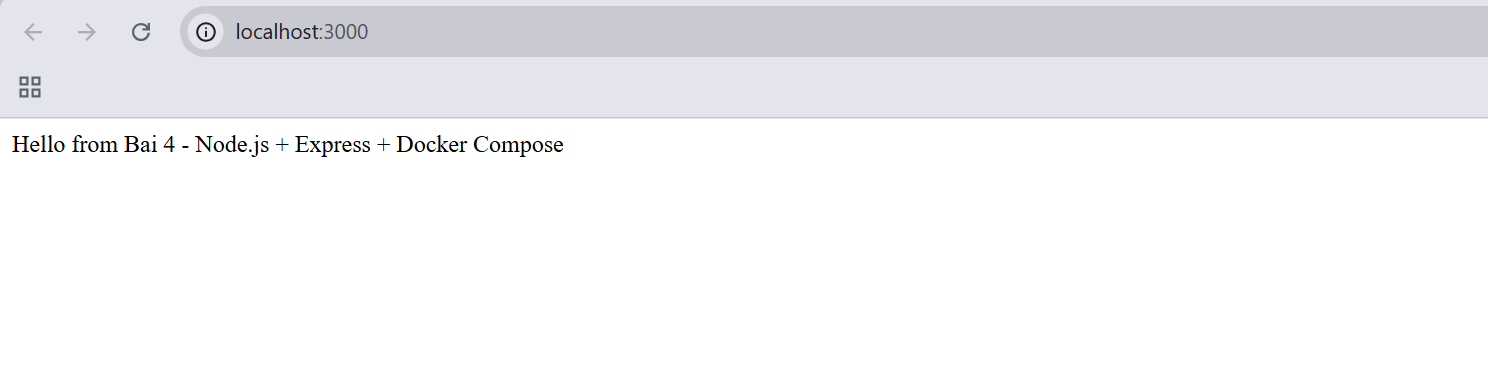 localhost:3000
Hello from Bai 4 - Node.js + Express + Docker Compose